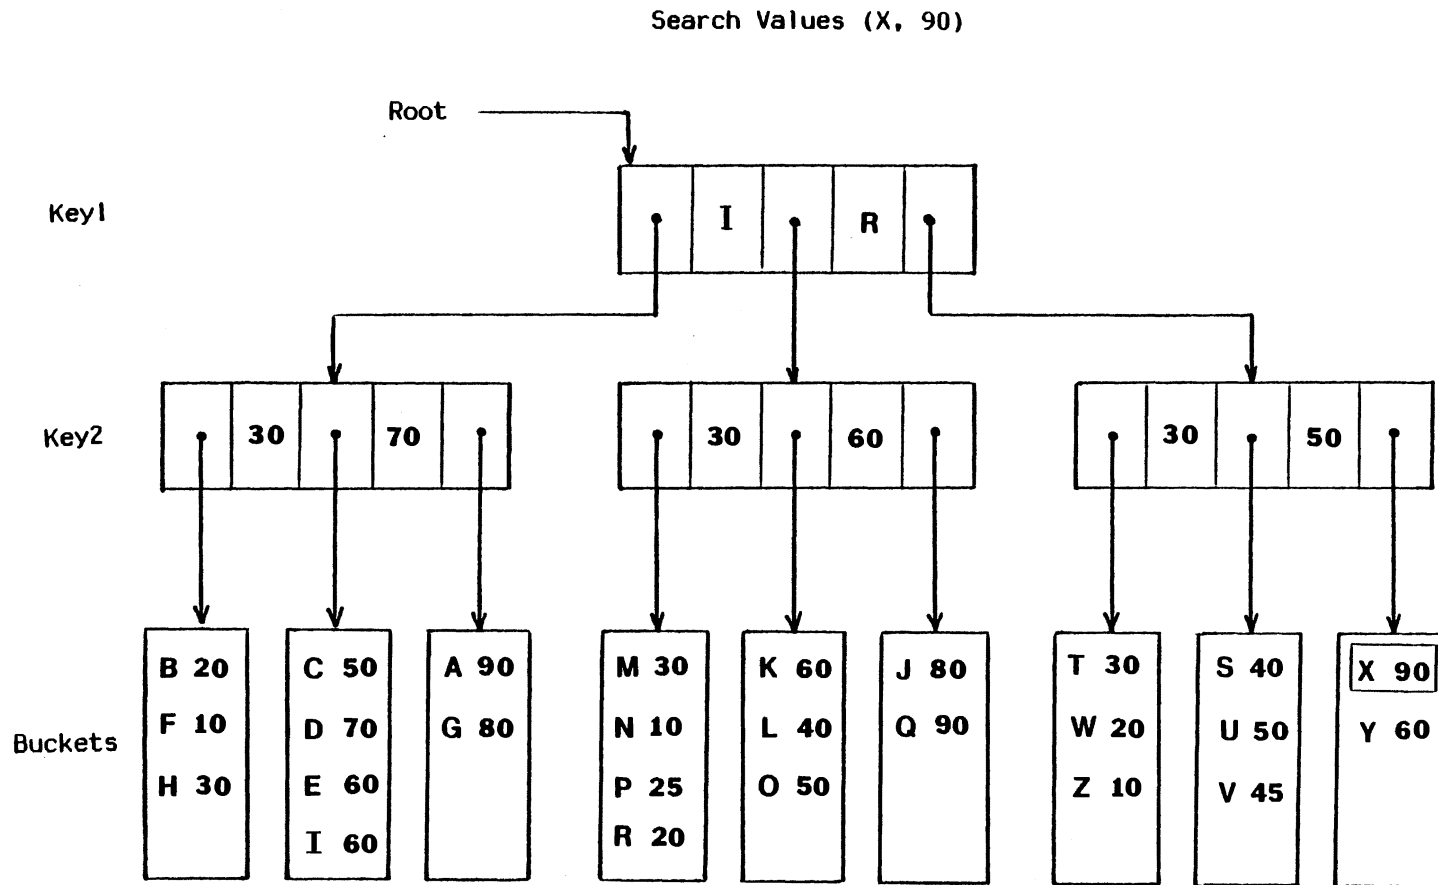 Search Values (X, 90)
Root
Key1 I R
Key2 30 70 30 60 30 50
Buckets
B 20
F 10
H 30
C 50
D 70
E 60
I 60
A 90
G 80
M 30
N 10
P 25
R 20
K 60
L 40
O 50
J 80
Q 90
T 30
W 20
Z 10
S 40
U 50
V 45
X 90
Y 60